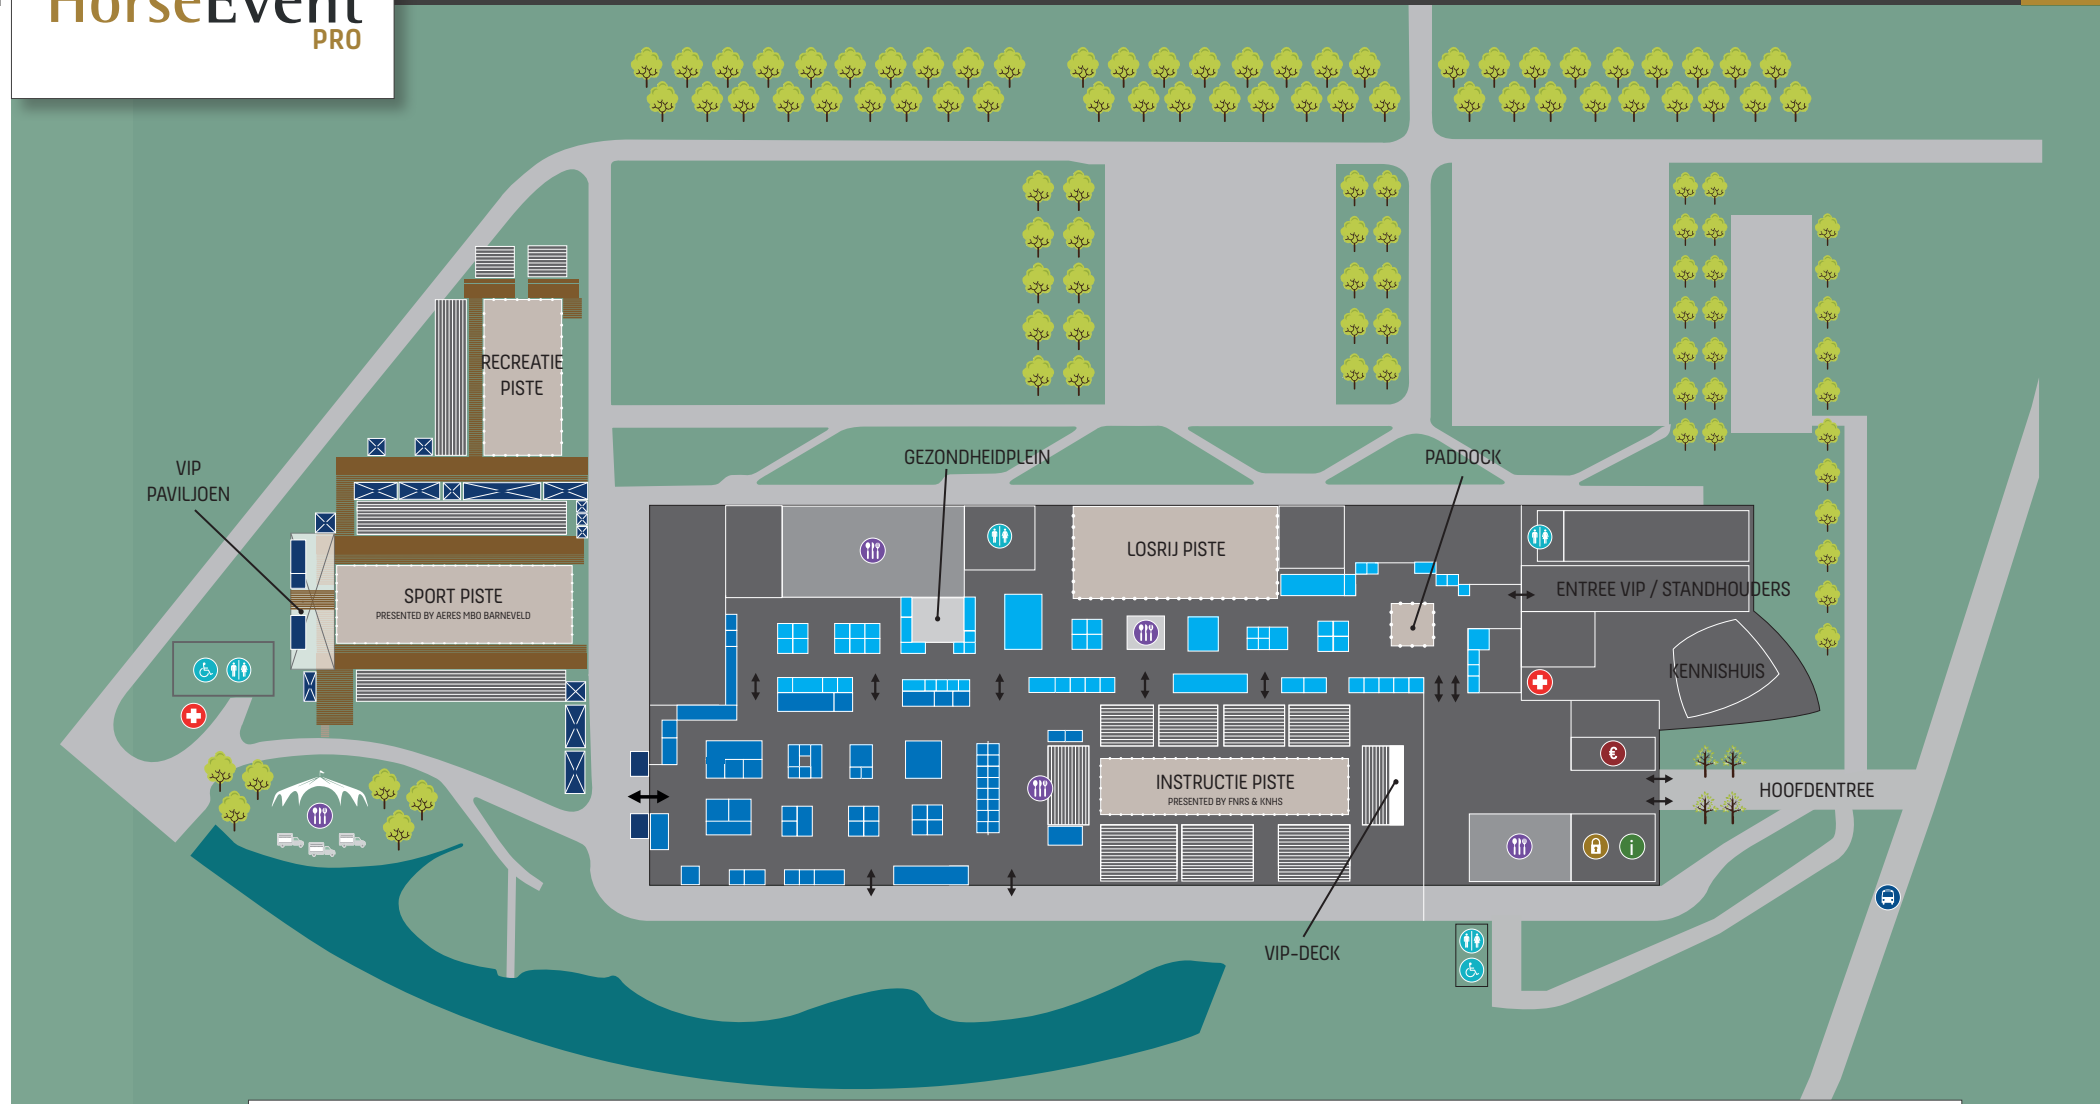 HorseEvent
PRO
RECREATIE
PISTE
VIP
PAVILJOEN
GEZONDHEIDPLEIN
PADDOCK
LOSRIJ PISTE
SPORT PISTE
PRESENTED BY AERES MBO BARNEVELD
ENTREE VIP / STANDHOUDERS
KENNISHUIS
INSTRUCTIE PISTE
PRESENTED BY FNRS & KNHS
€
HOOFDENTREE
i
VIP-DECK